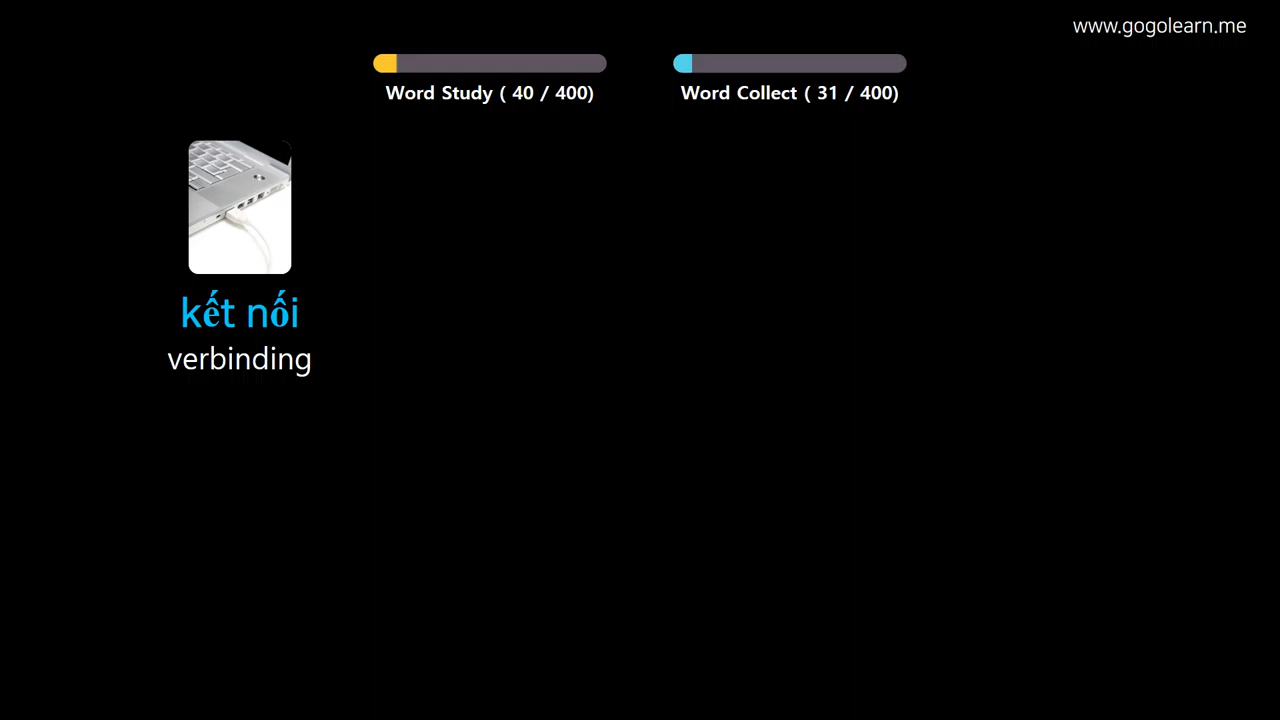 www.gogolearn.me
Word Study ( 40 / 400)
Word Collect ( 31 / 400)
kết nối
verbinding